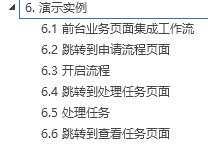 6. 演示实例
6.1 前台业务页面集成工作流
6.2 跳转到申请流程页面
6.3 开启流程
6.4 跳转到处理任务页面
6.5 处理任务
6.6 跳转到查看任务页面